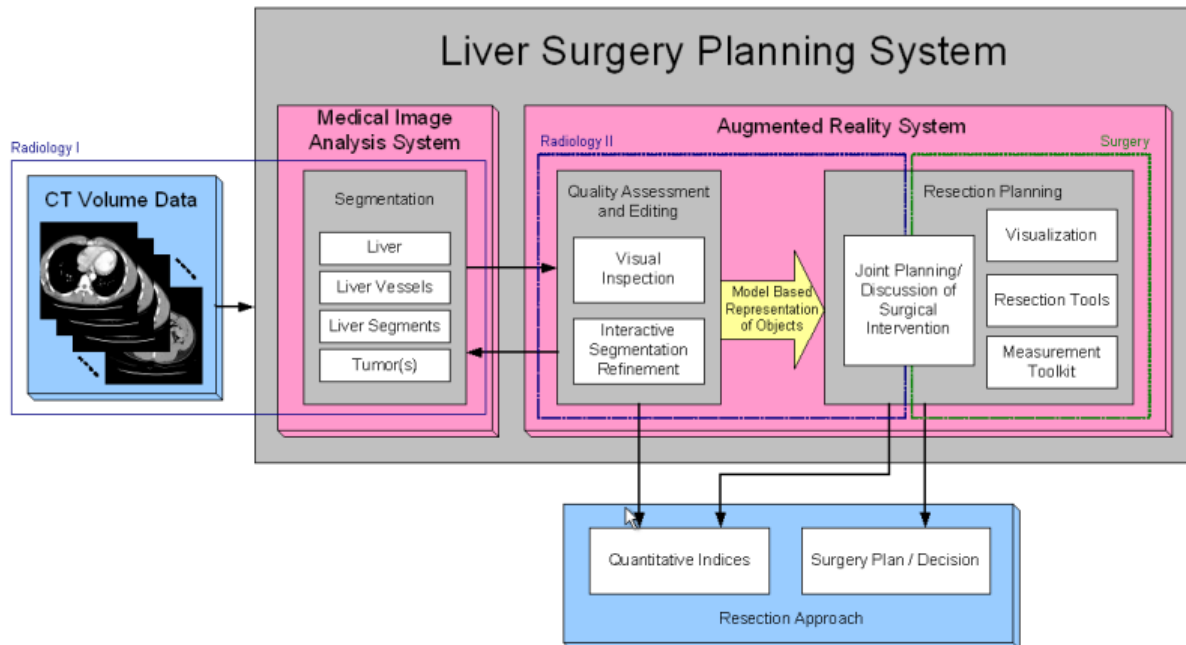 Liver Surgery Planning System
Medical Image
Analysis System
Augmented Reality System
Radiology I
Radiology II
Surgery
CT Volume Data
Segmentation
Liver
Liver Vessels
Liver Segments
Tumor(s)
Quality Assessment
and Editing
Visual
Inspection
Interactive
Segmentation
Refinement
Model Based
Representation
of Objects
Resection Planning
Joint Planning/
Discussion of
Surgical
Intervention
Visualization
Resection Tools
Measurement
Toolkit
Quantitative Indices
Surgery Plan / Decision
Resection Approach